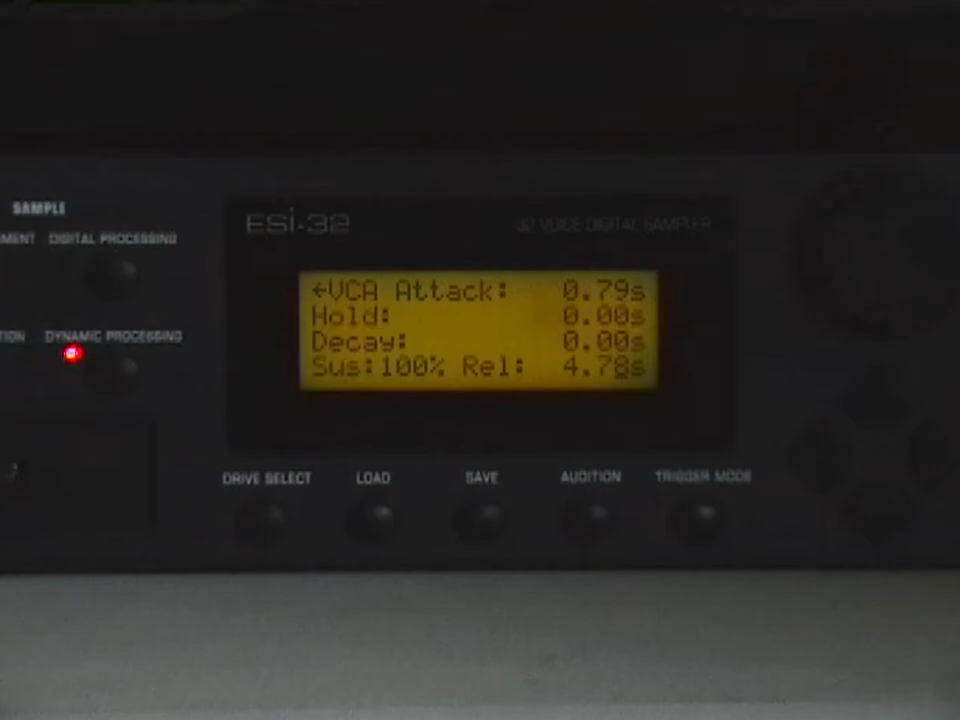 SAMPLE
MENT DIGITAL PROCESSING
TION DYNAMIC PROCESSING
ESi-32 32 VOICE DIGITAL SAMPLER
←VCA Attack: 0.79s
Hold: 0.00s
Decay: 0.00s
Sus:100% Rel: 4.78s
DRIVE SELECT LOAD SAVE AUDITION TRIGGER MODE